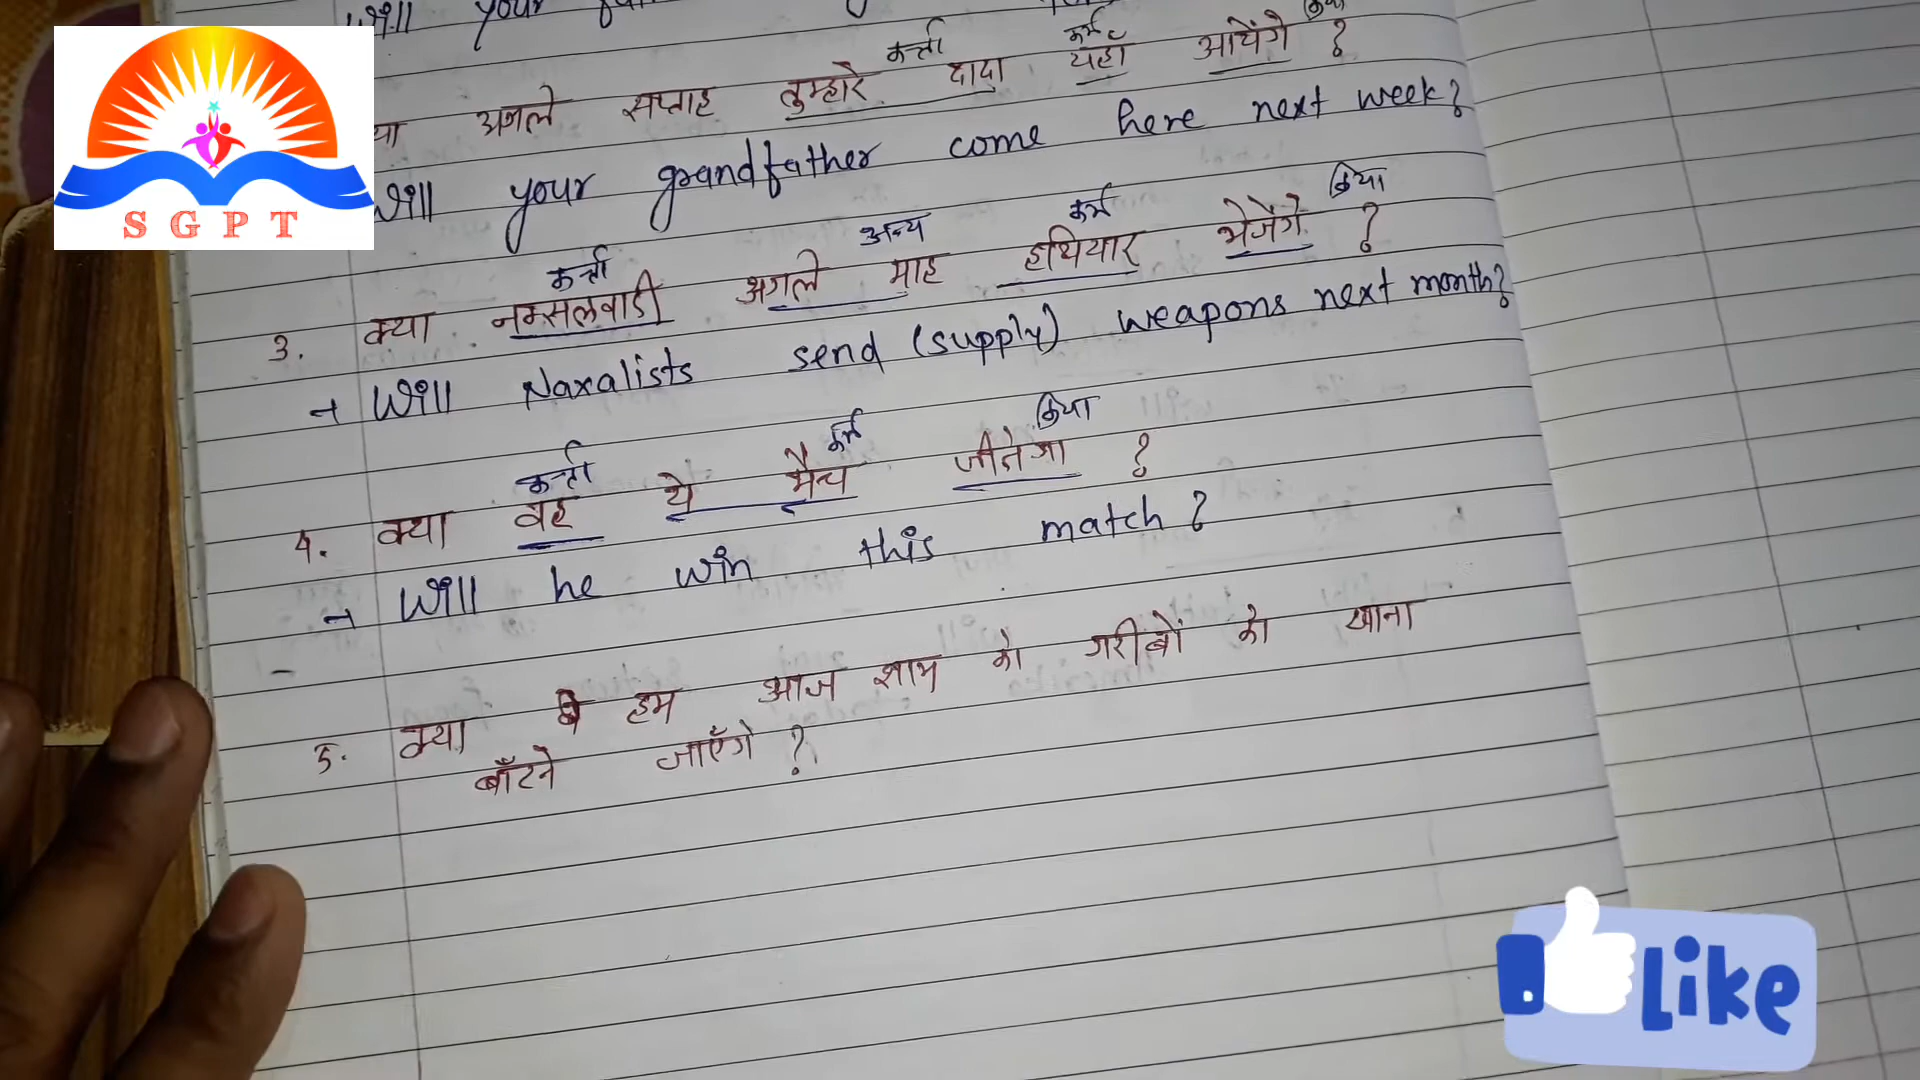 Will your
कर्त्ता कर्म क्रिया
या अगले सप्ताह तुम्हारे दादा यहाँ आयेंगे ?
Will your grandfather come here next week?
SGPT
कर्त्ता अन्य कर्म क्रिया
3. क्या नक्सलवादी अगले माह हथियार भेजेंगे ?
→ Will Naxalists send (supply) weapons next month?
कर्त्ता कर्म क्रिया
4. क्या वह ये मैच जीतेगा ?
→ Will he win this match?
5. क्या हम आज शाम को गरीबों को खाना
बाँटने जाएँगे ?
Like